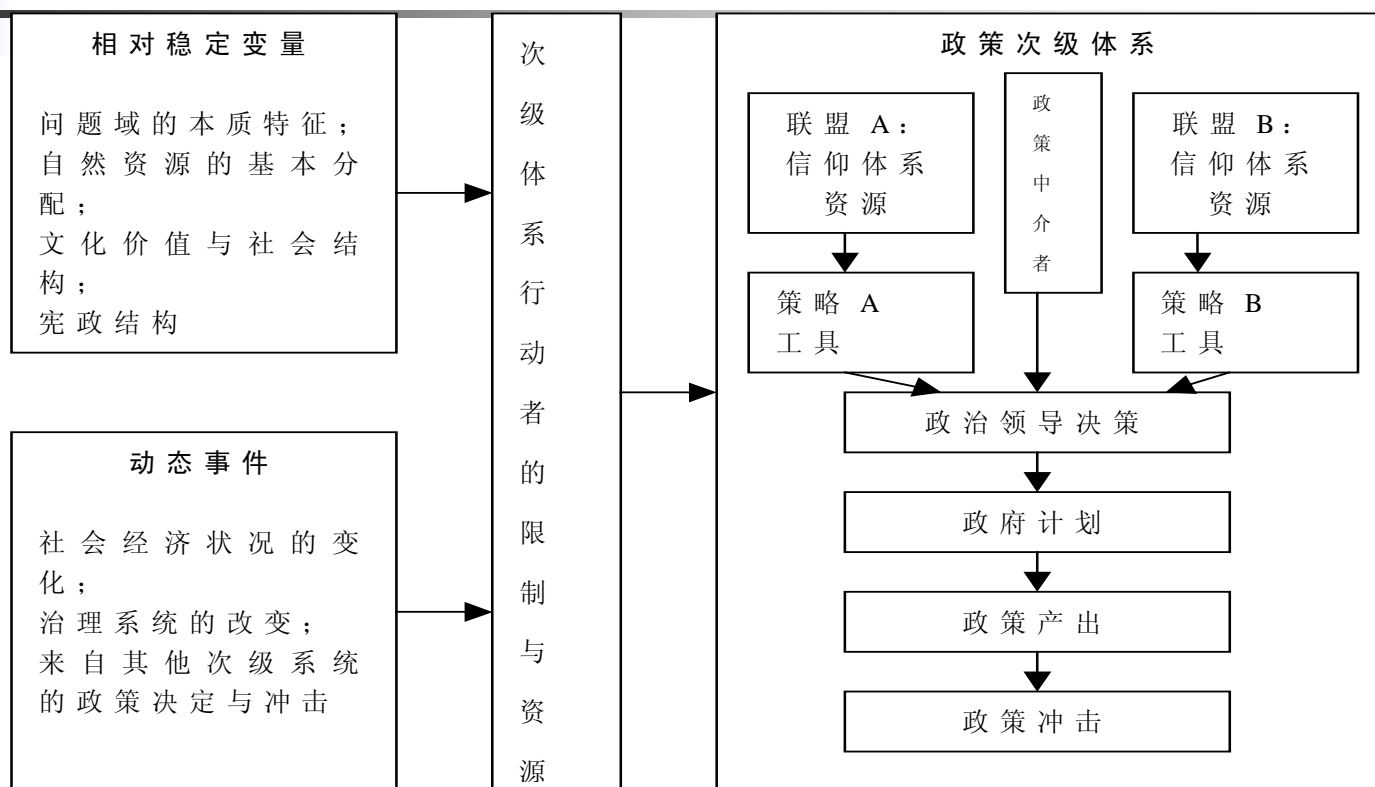 相对稳定变量
问题域的本质特征；
自然资源的基本分
配；
文化价值与社会结
构；
宪政结构
动态事件
社会经济状况的变
化；
治理系统的改变；
来自其他次级系统
的政策决定与冲击
次级体系行动者的限制与资源
政策次级体系
联盟 A：
信仰体系
资源
政策中介者
联盟 B：
信仰体系
资源
策略 A
工具
策略 B
工具
政治领导决策
政府计划
政策产出
政策冲击